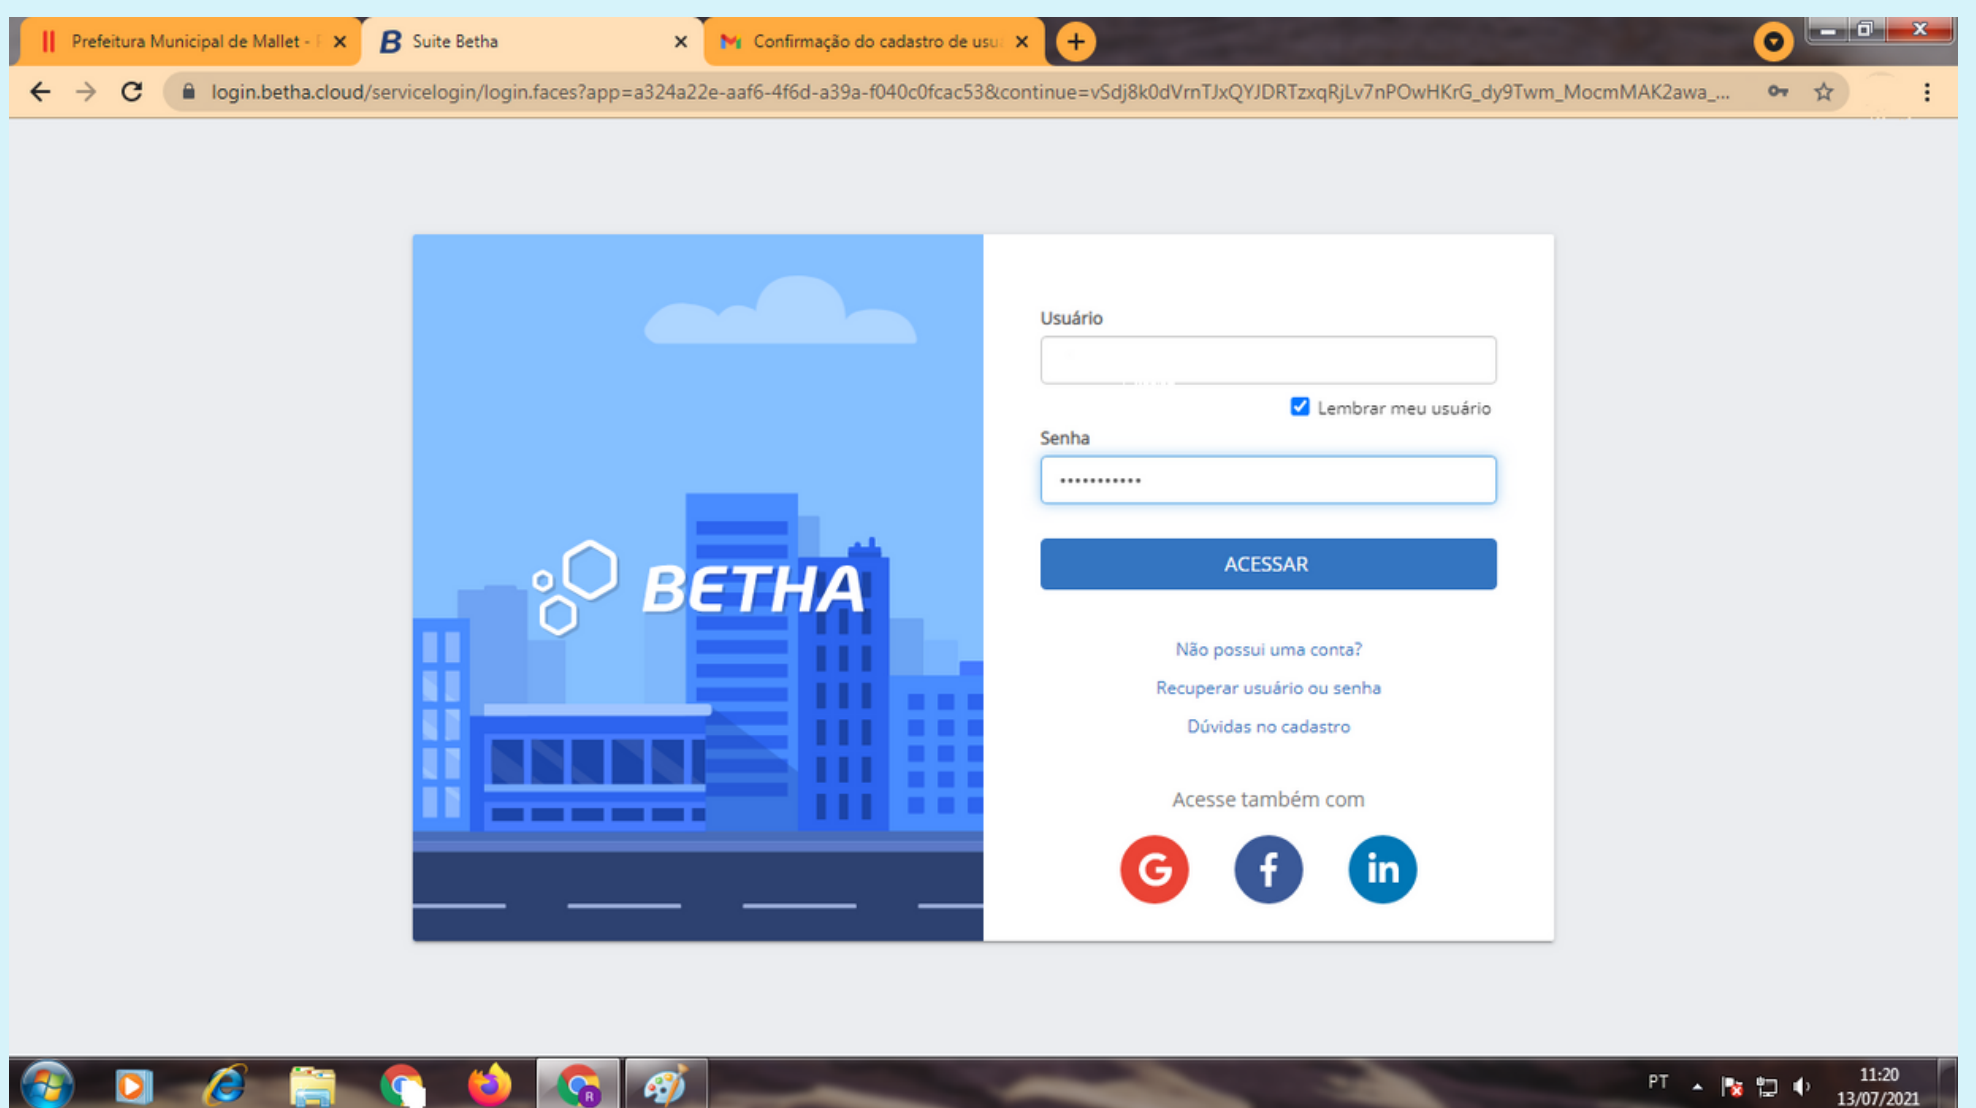 Prefeitura Municipal de Mallet -
Suite Betha
Confirmação do cadastro de usu
login.betha.cloud/servicelogin/login.faces?app=a324a22e-aaf6-4f6d-a39a-f040c0fcac53&continue=vSdj8k0dVrnTJxQYJDRTzxqRjLv7nPOwHKrG_dy9Twm_MocmMAK2awa_...
BETHA
Usuário
Lembrar meu usuário
Senha
ACESSAR
Não possui uma conta?
Recuperar usuário ou senha
Dúvidas no cadastro
Acesse também com
G f in
PT
11:20
13/07/2021